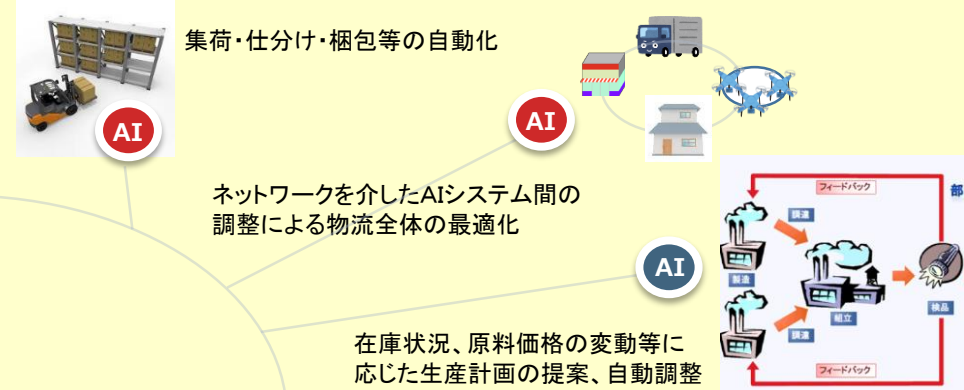 集荷・仕分け・梱包等の自動化
AI
AI
ネットワークを介したAIシステム間の
調整による物流全体の最適化
AI
在庫状況、原料価格の変動等に
応じた生産計画の提案、自動調整
フィードバック
部
調達
製造
組立
検品
調達
フィードバック